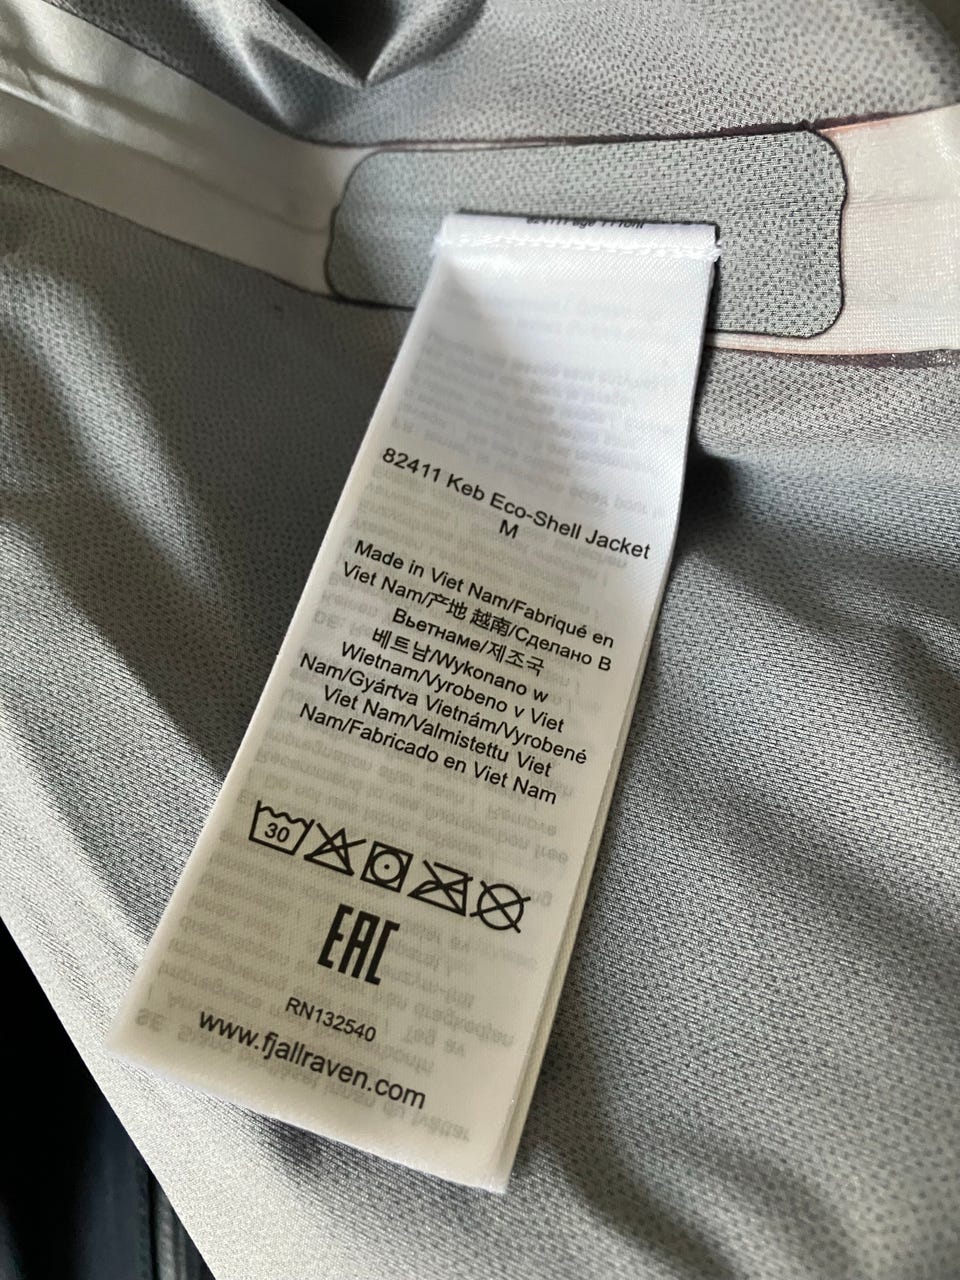 82411 Keb Eco-Shell Jacket
M
Made in Viet Nam/Fabriqué en
Viet Nam/产地 越南/Сделано В
Вьетнаме/제조국
베트남/Wykonano w
Wietnam/Vyrobeno v Viet
Nam/Gyártva Vietnám/Vyrobené
Viet Nam/Valmistettu Viet
Nam/Fabricado en Viet Nam
30
EAC
RN132540
www.fjallraven.com